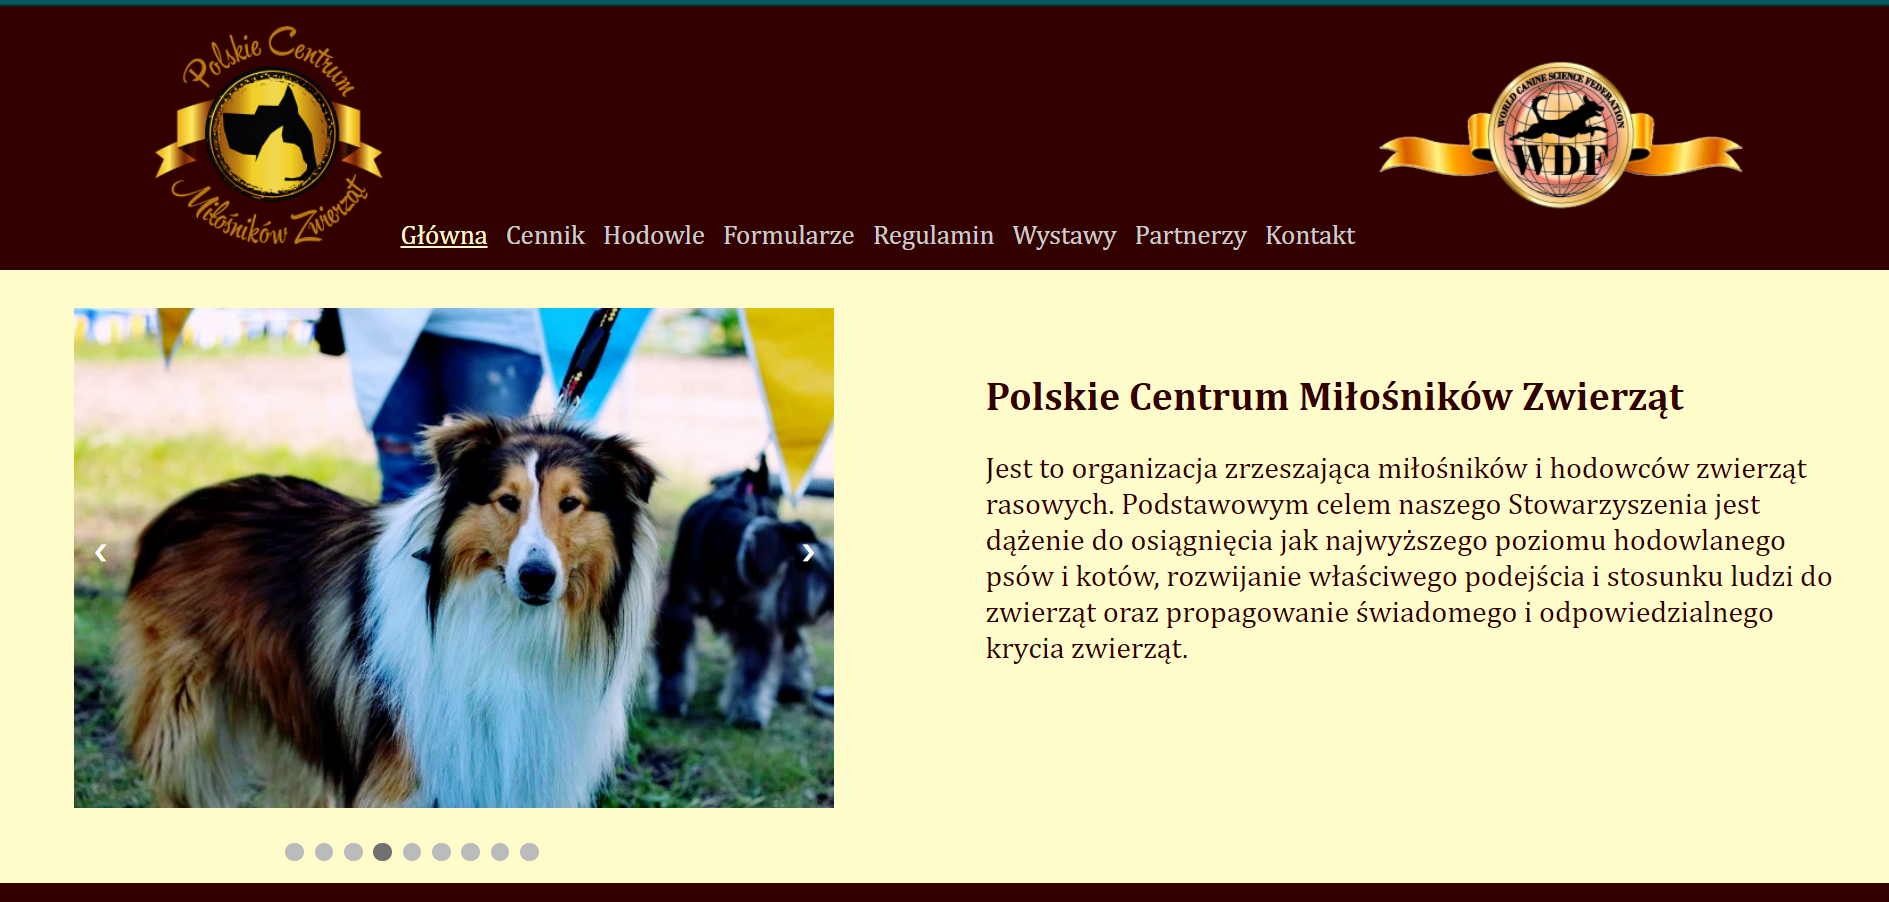 Polskie Centrum
Miłośników Zwierząt
WORLD CANINE SCIENCE FEDERATION
WDF
Główna Cennik Hodowle Formularze Regulamin Wystawy Partnerzy Kontakt
Polskie Centrum Miłośników Zwierząt
Jest to organizacja zrzeszająca miłośników i hodowców zwierząt
rasowych. Podstawowym celem naszego Stowarzyszenia jest
dążenie do osiągnięcia jak najwyższego poziomu hodowlanego
psów i kotów, rozwijanie właściwego podejścia i stosunku ludzi do
zwierząt oraz propagowanie świadomego i odpowiedzialnego
krycia zwierząt.